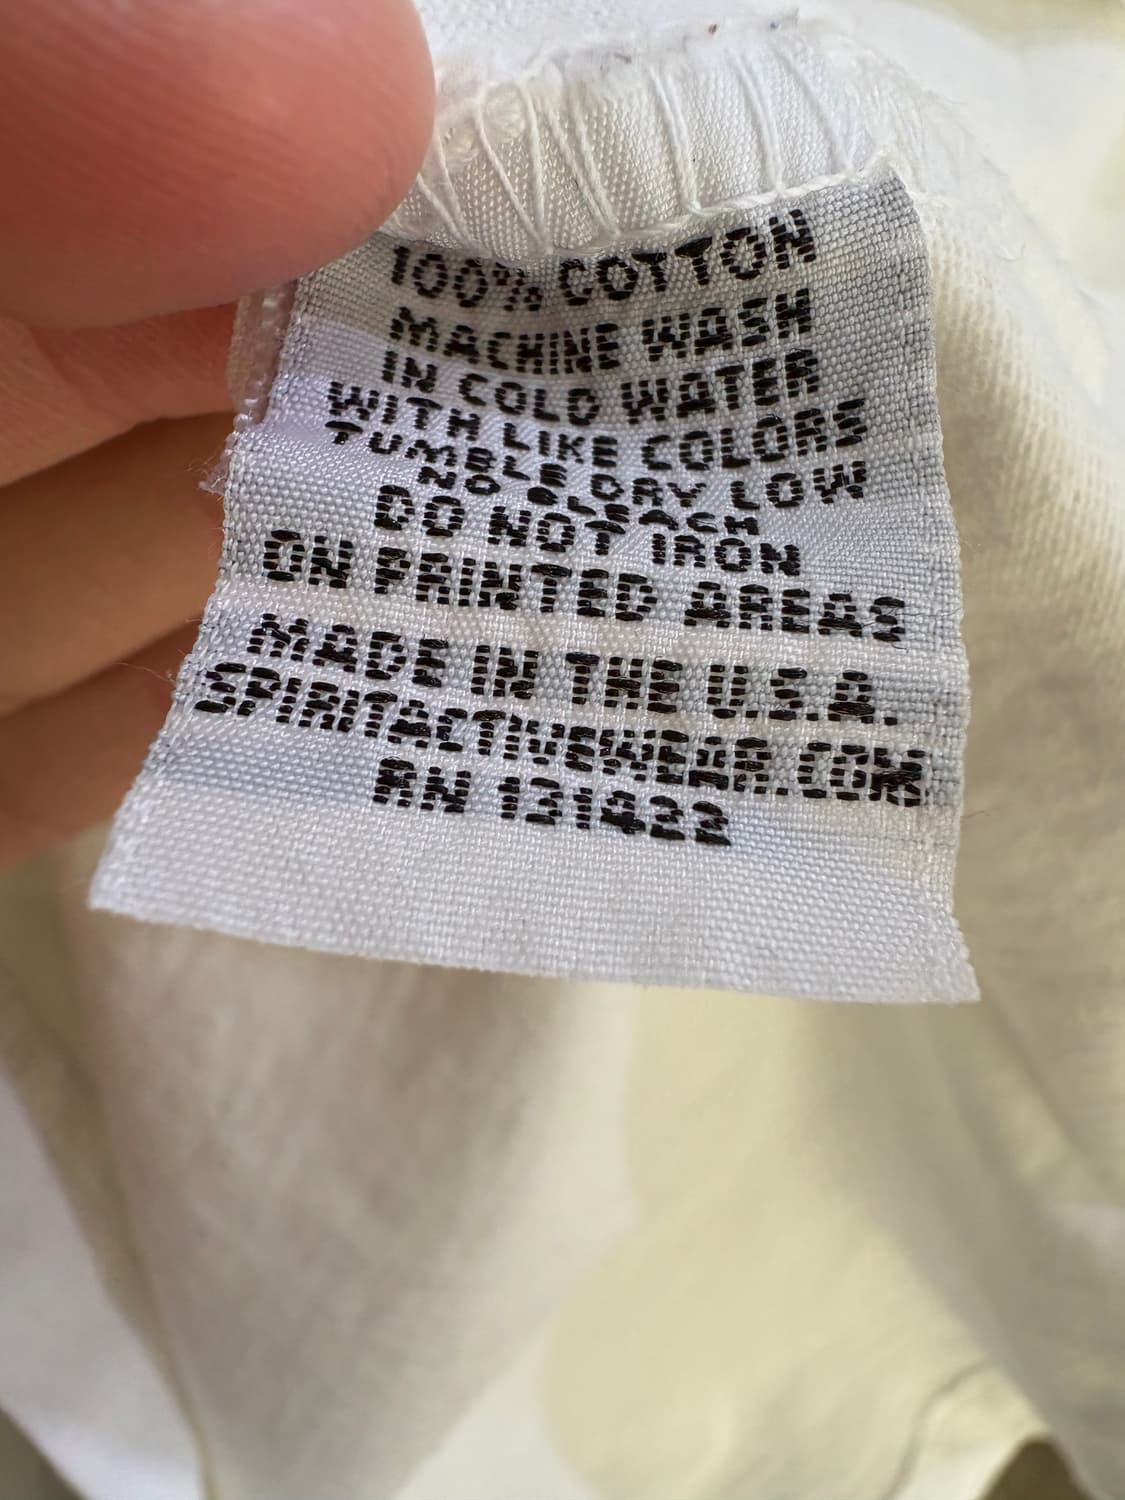 100% COTTON
MACHINE WASH
IN COLD WATER
WITH LIKE COLORS
TUMBLE DRY LOW
NO BLEACH
DO NOT IRON
ON PRINTED AREAS
MADE IN THE U.S.A.
SPIRITACTIVEWEAR.COM
RN 131422